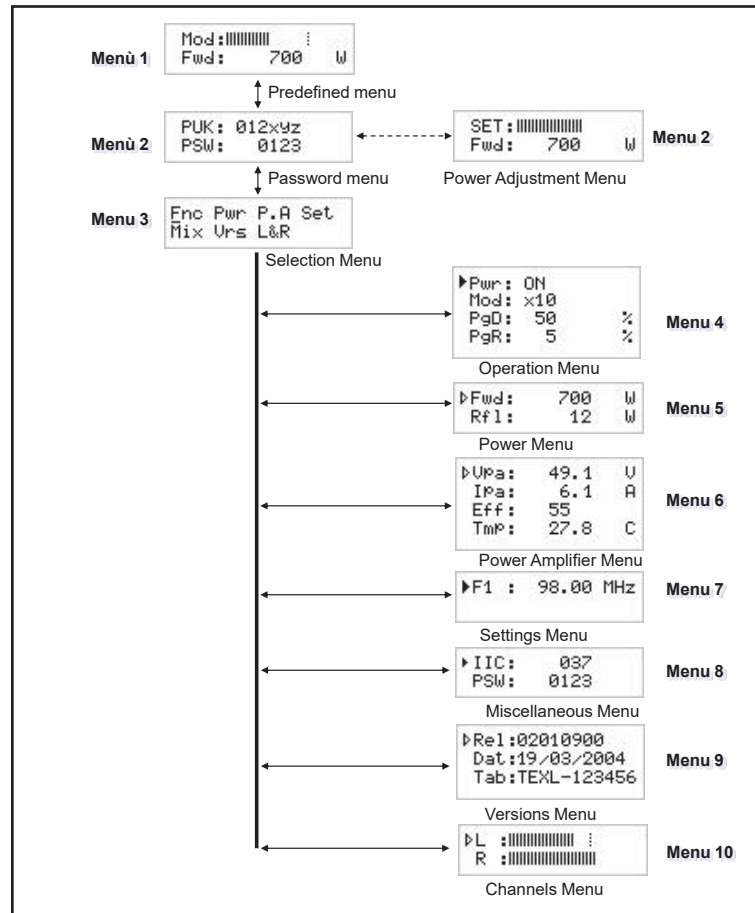 Menù 1
Mod:
Fwd: 700 W
Predefined menu
Menù 2
PUK: 012xyz
PSW: 0123
SET:
Fwd: 700 W
Menu 2
Password menu
Power Adjustment Menu
Menu 3
Fnc Pwr P.A Set
Mix Vrs L&R
Selection Menu
Pwr: ON
Mod: x10
PgD: 50 %
PgR: 5 %
Menu 4
Operation Menu
Fwd: 700 W
Rfl: 12 W
Menu 5
Power Menu
Vpa: 49.1 V
Ipa: 6.1 A
Eff: 55
Tmp: 27.8 C
Menu 6
Power Amplifier Menu
F1 : 98.00 MHz
Menu 7
Settings Menu
IIC: 037
PSW: 0123
Menu 8
Miscellaneous Menu
Rel:02010900
Dat:19/03/2004
Tab:TEXL-123456
Menu 9
Versions Menu
L :
R :
Menu 10
Channels Menu